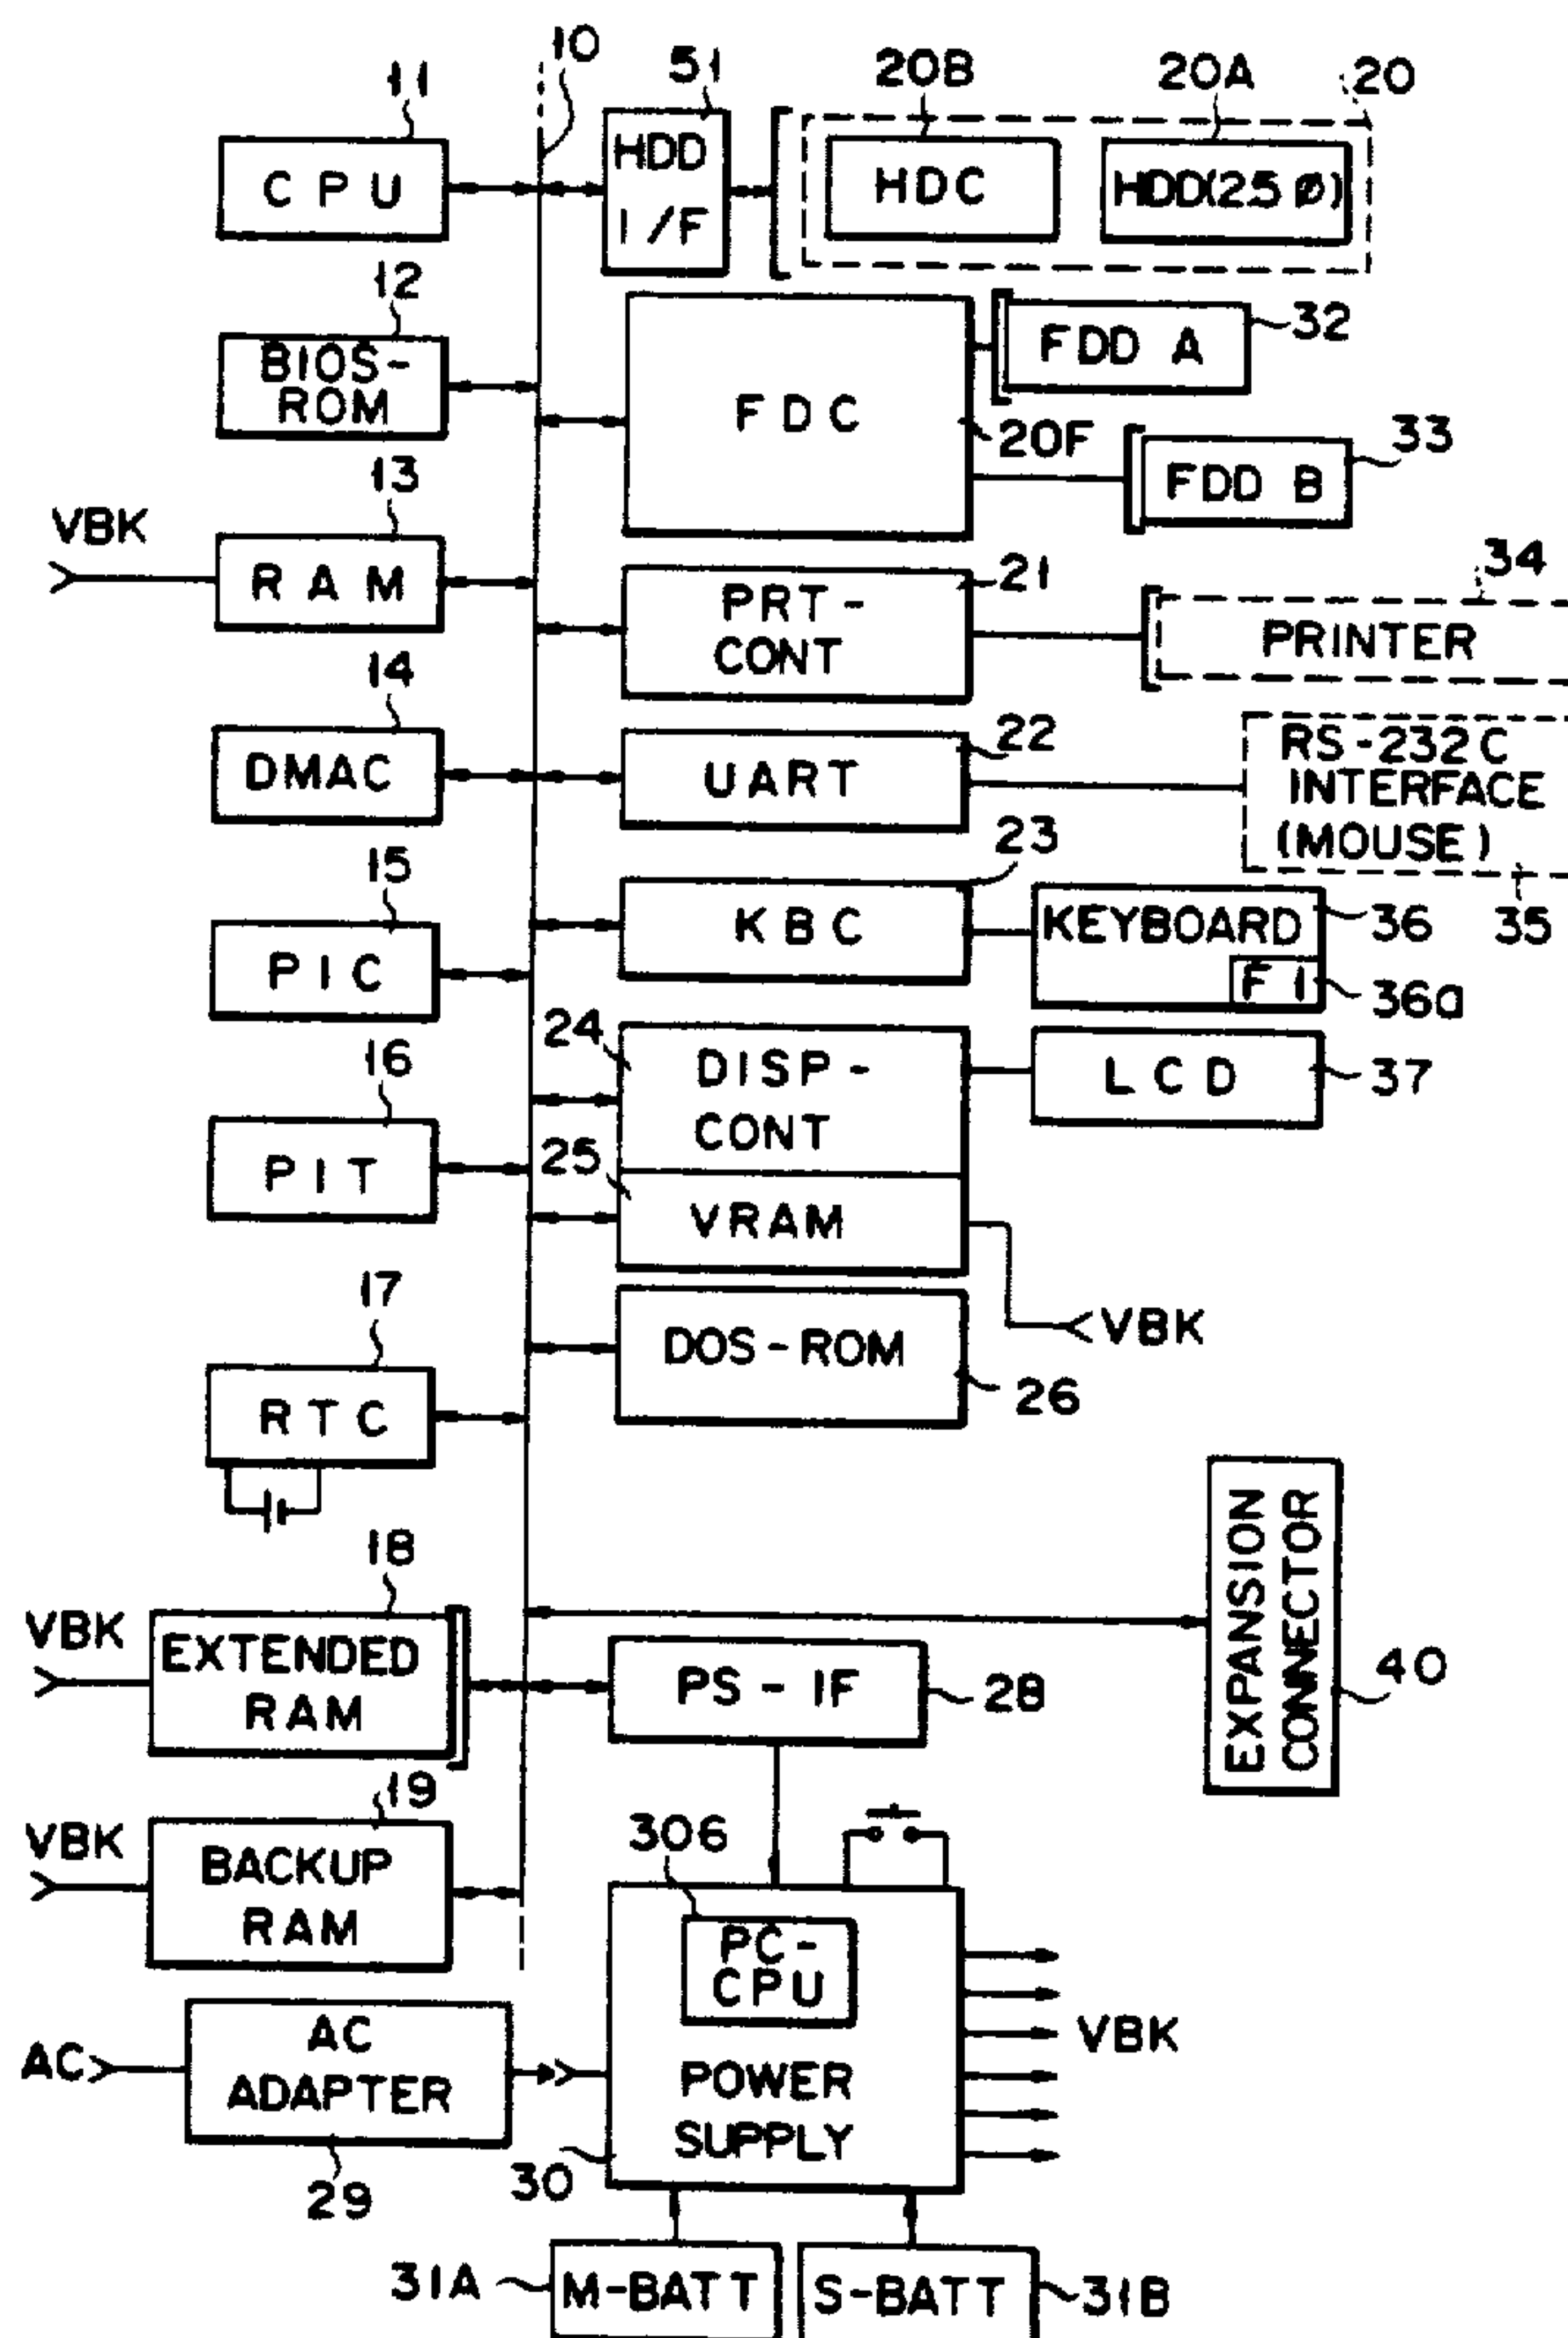 10
51
20B
20A
20
11
CPU
HDD
I/F
HDC
HDD(2.5 Ø)
12
BIOS-
ROM
FDC
FDD A
32
20F
33
FDD B
13
VBK
RAM
21
PRT-
CONT
34
PRINTER
14
DMAC
22
UART
RS-232C
INTERFACE
(MOUSE)
35
23
15
PIC
KBC
KEYBOARD
36
F1
36a
24
DISP-
CONT
LCD
37
16
PIT
25
VRAM
VBK
17
RTC
DOS-ROM
26
EXPANSION
CONNECTOR
40
18
VBK
EXTENDED
RAM
PS-IF
28
19
VBK
BACKUP
RAM
306
PC-
CPU
POWER
SUPPLY
30
VBK
AC
AC
ADAPTER
29
31A
M-BATT
S-BATT
31B